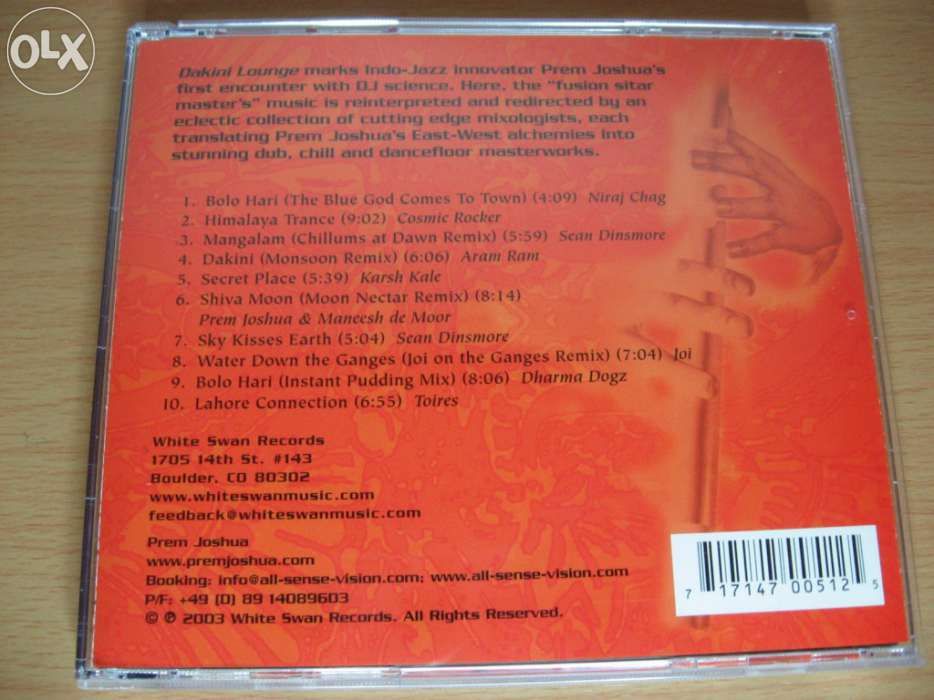 OLX
Dakini Lounge marks Indo-Jazz innovator Prem Joshua's
first encounter with DJ science. Here, the "fusion sitar
master's" music is reinterpreted and redirected by an
eclectic collection of cutting edge mixologists, each
translating Prem Joshua's East-West alchemies into
stunning dub, chill and dancefloor masterworks.
1. Bolo Hari (The Blue God Comes To Town) (4:09) Niraj Chag
2. Himalaya Trance (9:02) Cosmic Rocker
3. Mangalam (Chillums at Dawn Remix) (5:59) Sean Dinsmore
4. Dakini (Monsoon Remix) (6:06) Aram Ram
5. Secret Place (5:39) Karsh Kale
6. Shiva Moon (Moon Nectar Remix) (8:14)
Prem Joshua & Maneesh de Moor
7. Sky Kisses Earth (5:04) Sean Dinsmore
8. Water Down the Ganges (Joi on the Ganges Remix) (7:04) Joi
9. Bolo Hari (Instant Pudding Mix) (8:06) Dharma Dogz
10. Lahore Connection (6:55) Toires
White Swan Records
1705 14th St. #143
Boulder, CO 80302
www.whiteswanmusic.com
feedback@whiteswanmusic.com
Prem Joshua
www.premjoshua.com
Booking: info@all-sense-vision.com; www.all-sense-vision.com
P/F: +49 (0) 89 14089603
© ℗ 2003 White Swan Records. All Rights Reserved.
7 17147 00512 5